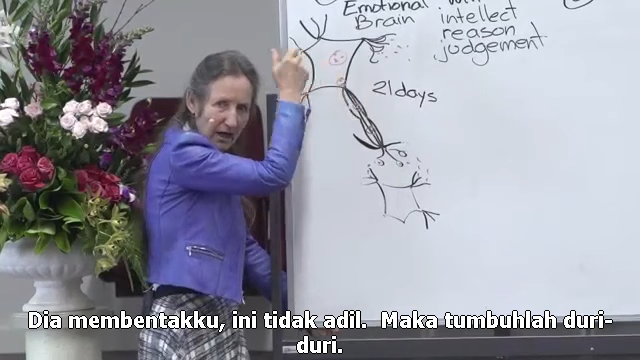 Emotional
Brain
intellect
reason
judgement
21days
Dia membentakku, ini tidak adil. Maka tumbuhlah duri-
duri.